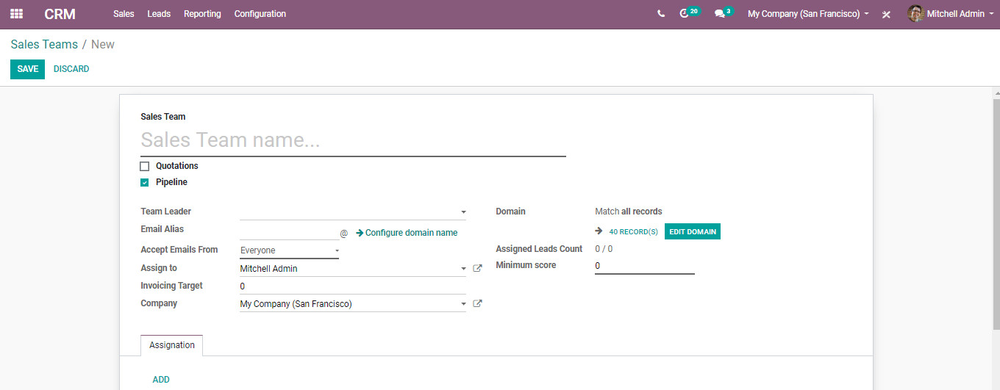 CRM Sales Leads Reporting Configuration 20 3 My Company (San Francisco) Mitchell Admin
Sales Teams / New
SAVE DISCARD
Sales Team
Sales Team name...
Quotations
Pipeline
Team Leader
Email Alias @ Configure domain name
Accept Emails From Everyone
Assign to Mitchell Admin
Invoicing Target 0
Company My Company (San Francisco)
Domain Match all records
40 RECORD(S) EDIT DOMAIN
Assigned Leads Count 0 / 0
Minimum score 0
Assignation
ADD